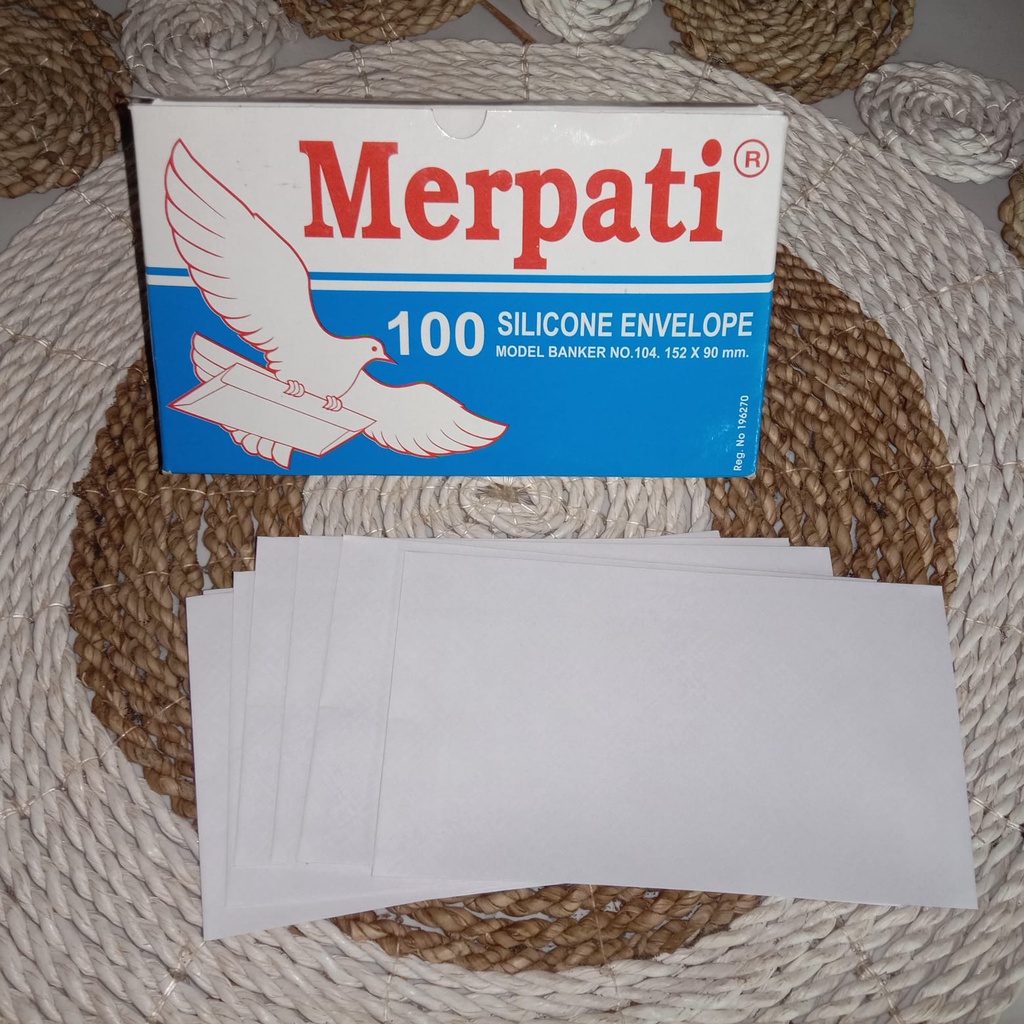 Merpati ®
100 SILICONE ENVELOPE
MODEL BANKER NO.104. 152 X 90 mm.
Reg. No 196270